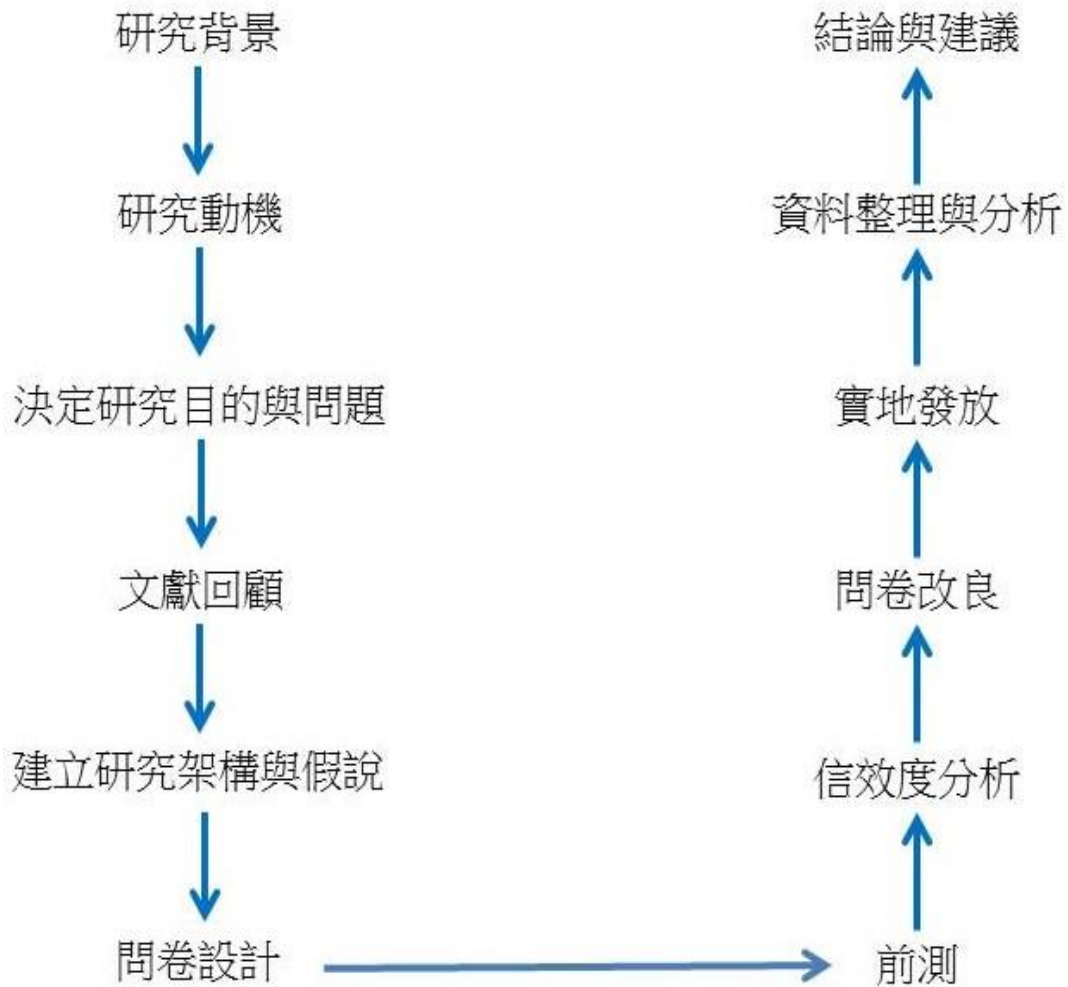 研究背景
研究動機
決定研究目的與問題
文獻回顧
建立研究架構與假說
問卷設計
前測
信效度分析
問卷改良
實地發放
資料整理與分析
結論與建議